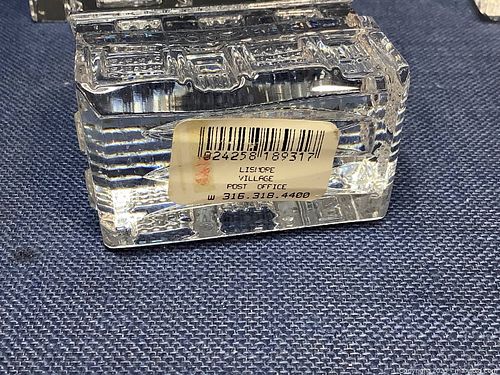 024258 189317
LISMORE
VILLAGE
POST OFFICE
W 316.318.4400